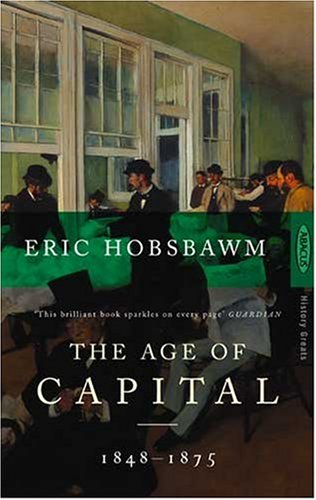 ERIC HOBSBAWM
ABACUS
History Greats
'This brilliant book sparkles on every page' GUARDIAN
THE AGE OF
CAPITAL
1848–1875